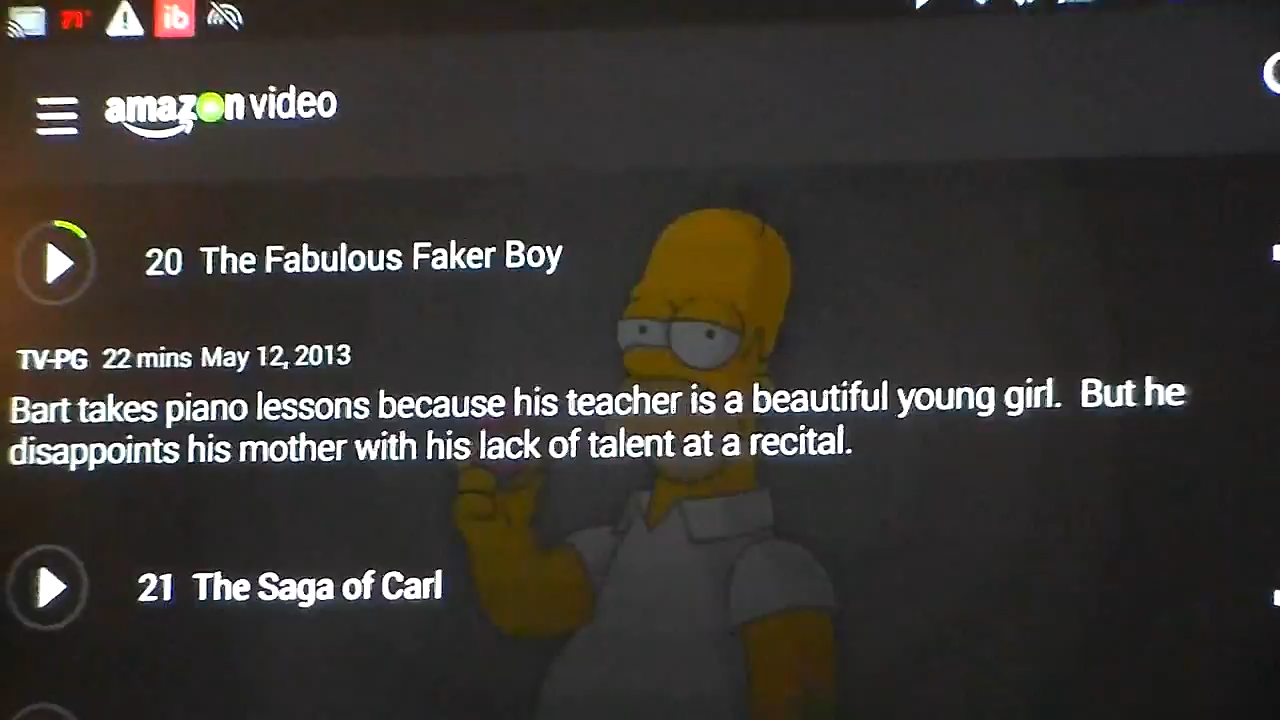 71°
ib
amazon video
20 The Fabulous Faker Boy
TV-PG 22 mins May 12, 2013
Bart takes piano lessons because his teacher is a beautiful young girl. But he
disappoints his mother with his lack of talent at a recital.
21 The Saga of Carl